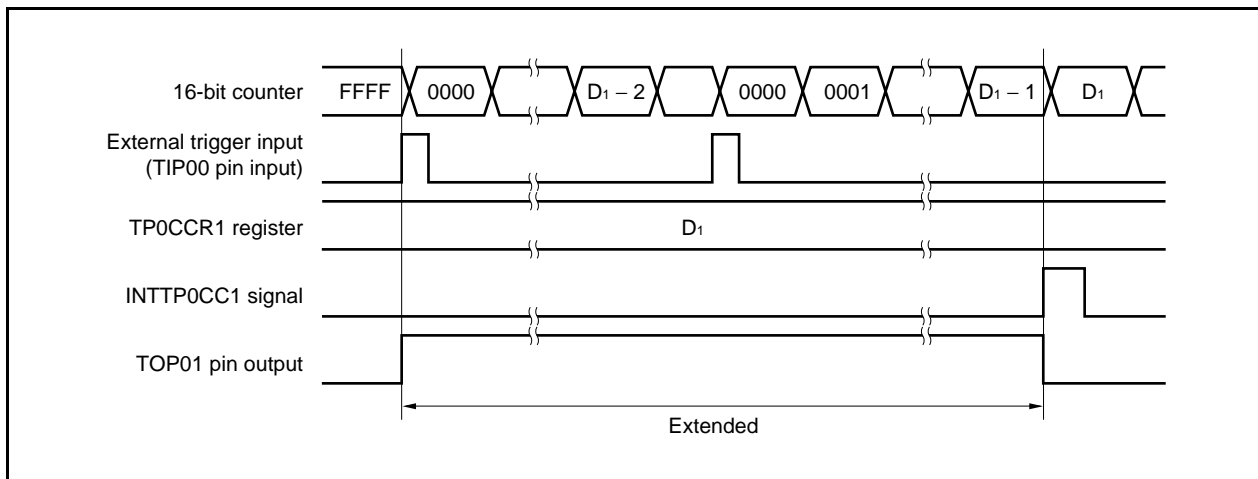 16-bit counter FFFF 0000 D₁ – 2 0000 0001 D₁ – 1 D₁
External trigger input
(TIP00 pin input)
TP0CCR1 register D₁
INTTP0CC1 signal
TOP01 pin output
Extended